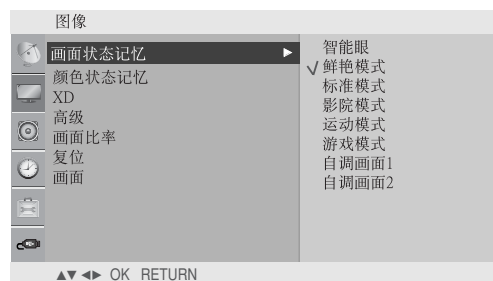 图像
画面状态记忆 ▶
颜色状态记忆
XD
高级
画面比率
复位
画面
智能眼
√ 鲜艳模式
标准模式
影院模式
运动模式
游戏模式
自调画面1
自调画面2
▲▼ ◀▶ OK RETURN